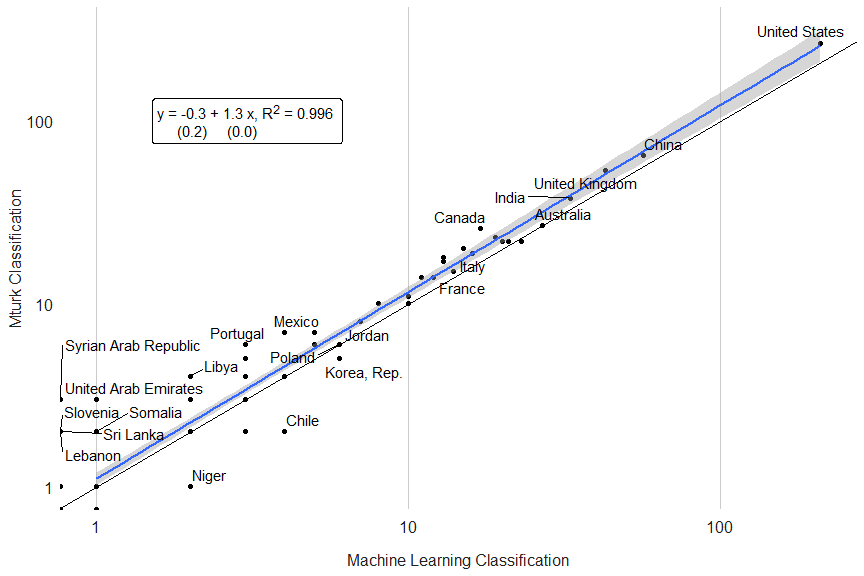 United States
100
y = -0.3 + 1.3 x, R2 = 0.996
(0.2) (0.0)
China
United Kingdom
India
Canada
Australia
Italy
France
10
Mexico
Portugal
Jordan
Syrian Arab Republic
Poland
Libya
Korea, Rep.
United Arab Emirates
Slovenia
Somalia
Chile
Sri Lanka
Lebanon
Niger
1
1
10
100
Machine Learning Classification
Mturk Classification